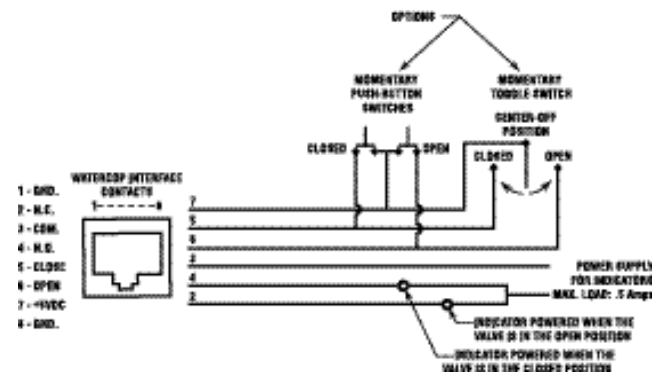 OPTIONS
MOMENTARY
PUSH-BUTTON
SWITCHES
MOMENTARY
TOGGLE SWITCH
CENTER-OFF
POSITION
CLOSED
OPEN
CLOSED
OPEN
WATERCOP INTERFACE
CONTACTS
1 - - - - - - 8
1 - GND.
2 - N.C.
3 - COM.
4 - N.O.
5 - CLOSE
6 - OPEN
7 - +5VDC
8 - GND.
7
5
6
3
4
2
POWER SUPPLY
FOR INDICATORS
MAX. LOAD: .5 Amps
INDICATOR POWERED WHEN THE
VALVE IS IN THE OPEN POSITION
INDICATOR POWERED WHEN THE
VALVE IS IN THE CLOSED POSITION